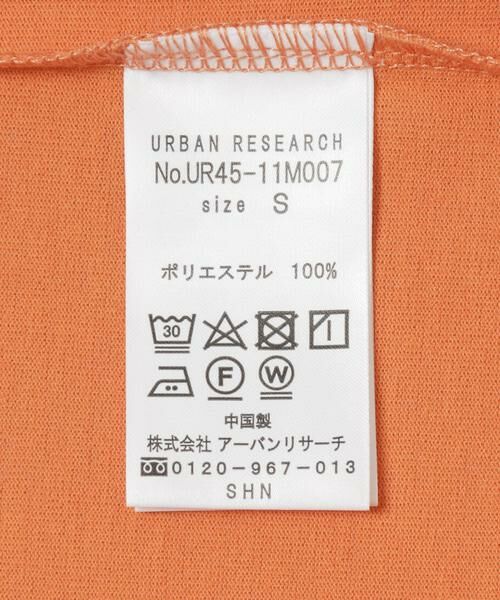 URBAN RESEARCH
No.UR45-11M007
size S
ポリエステル 100%
30
F W
中国製
株式会社 アーバンリサーチ
0120-967-013
SHN